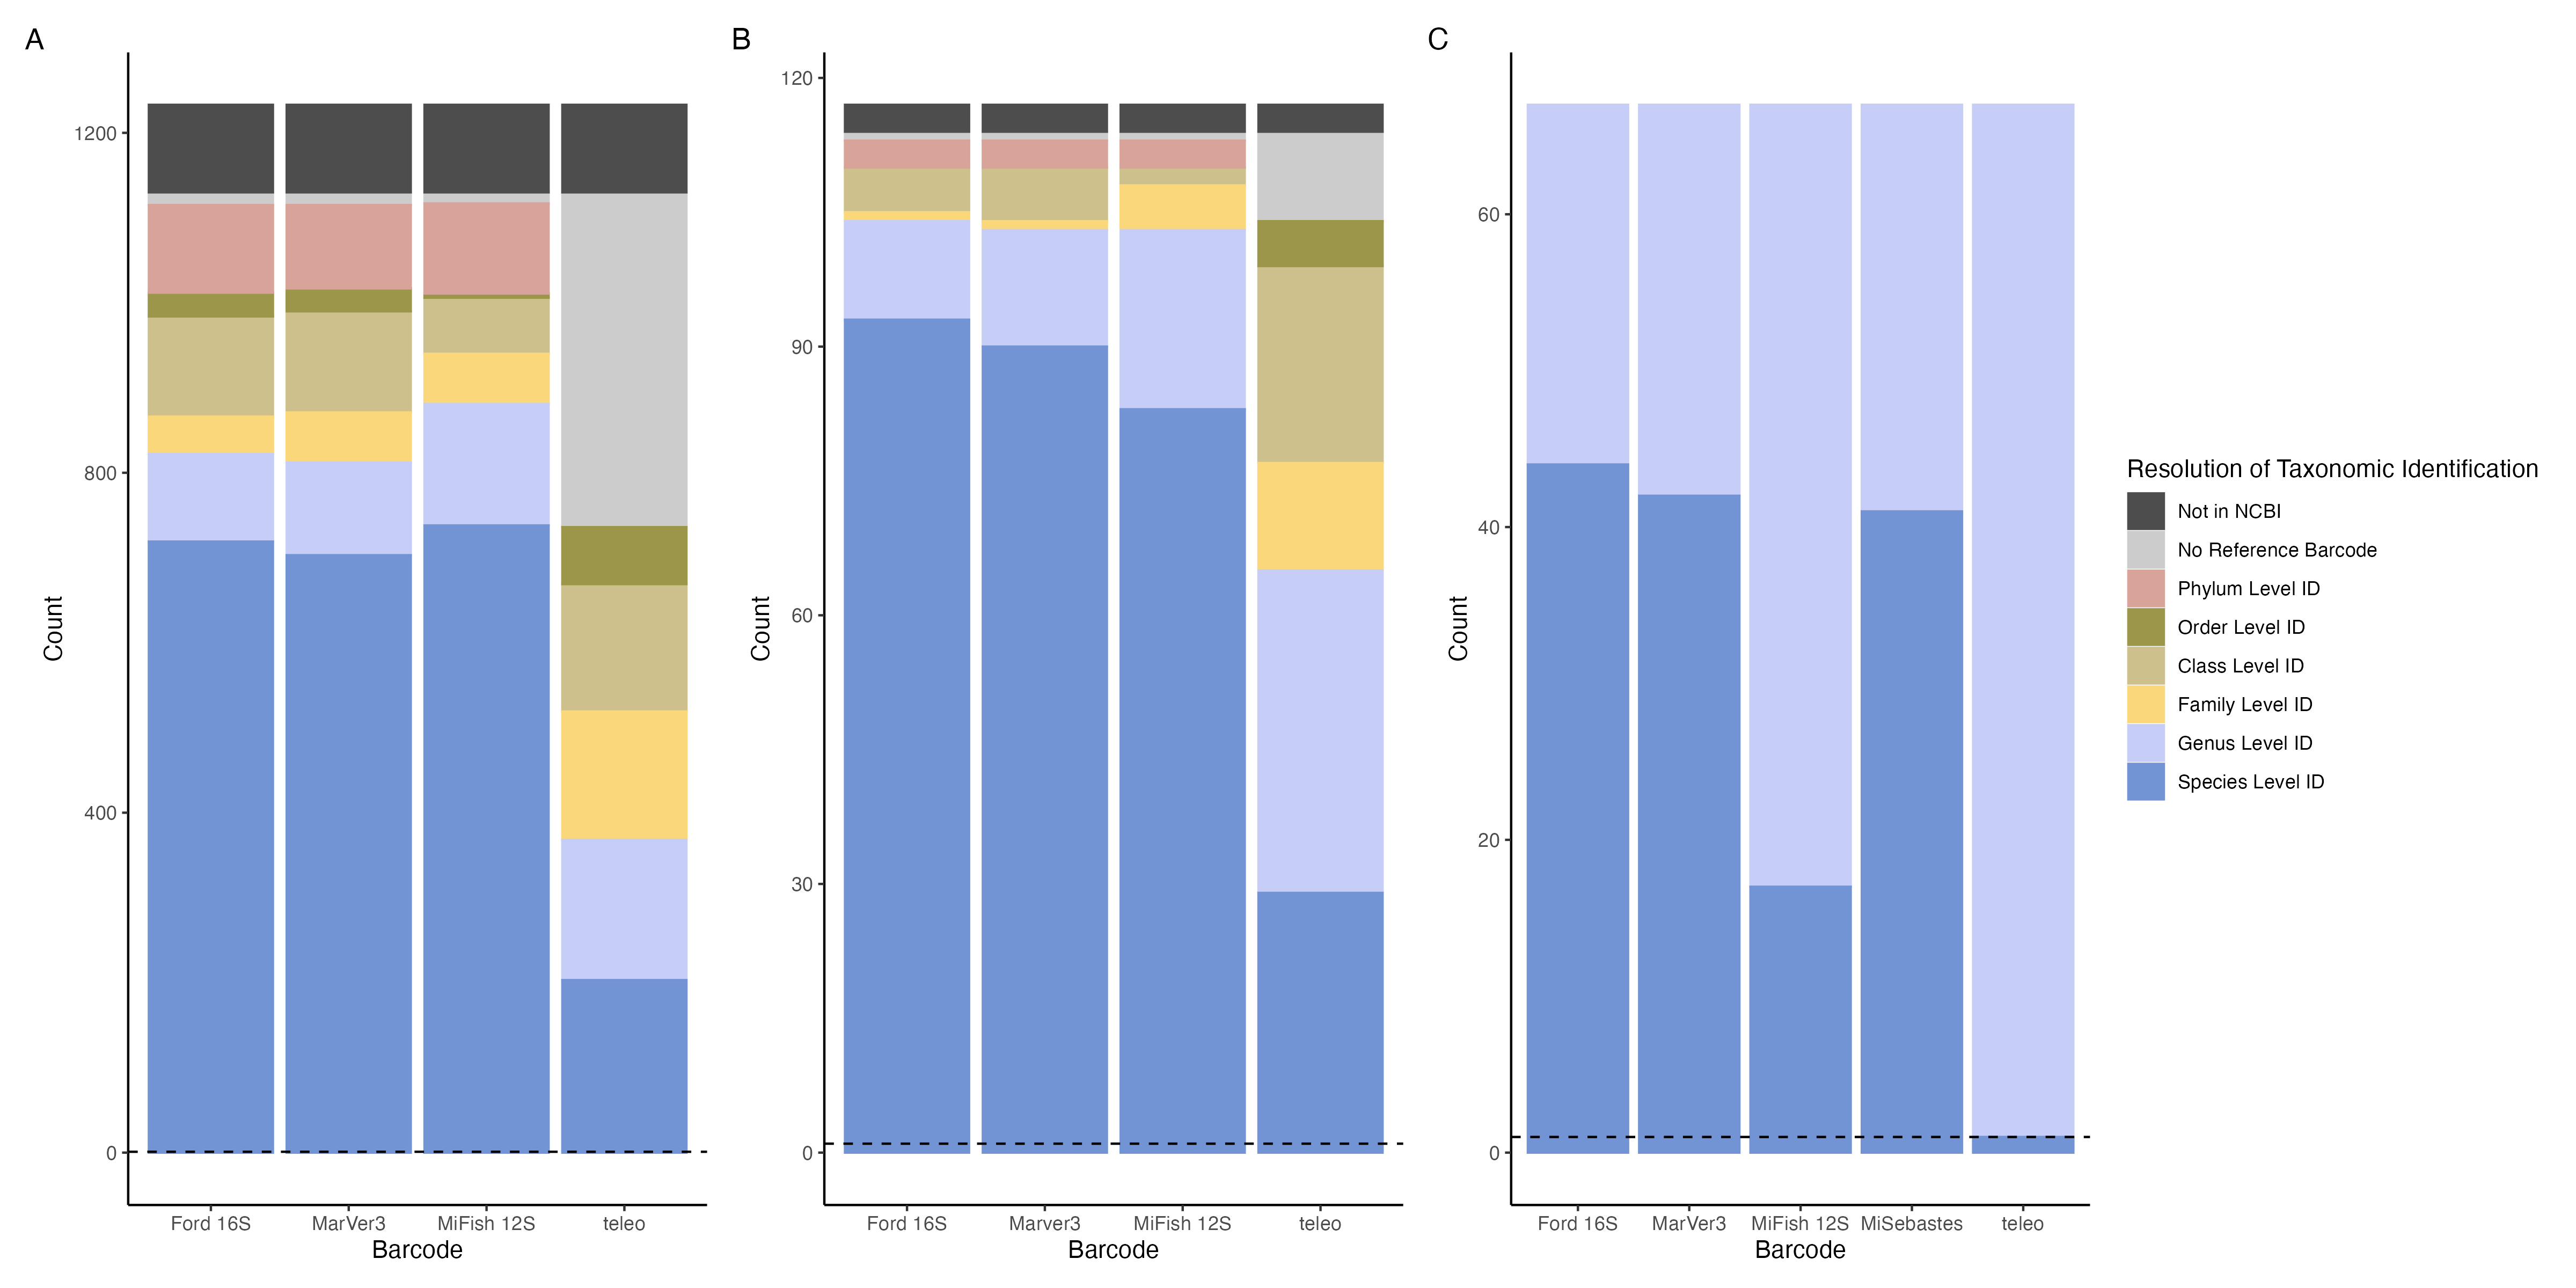 A
1200
800
400
0
Count
Ford 16S
MarVer3
MiFish 12S
teleo
Barcode
B
120
90
60
30
0
Count
Ford 16S
Marver3
MiFish 12S
teleo
Barcode
C
60
40
20
0
Count
Ford 16S
MarVer3
MiFish 12S
MiSebastes
teleo
Barcode
Resolution of Taxonomic Identification
Not in NCBI
No Reference Barcode
Phylum Level ID
Order Level ID
Class Level ID
Family Level ID
Genus Level ID
Species Level ID